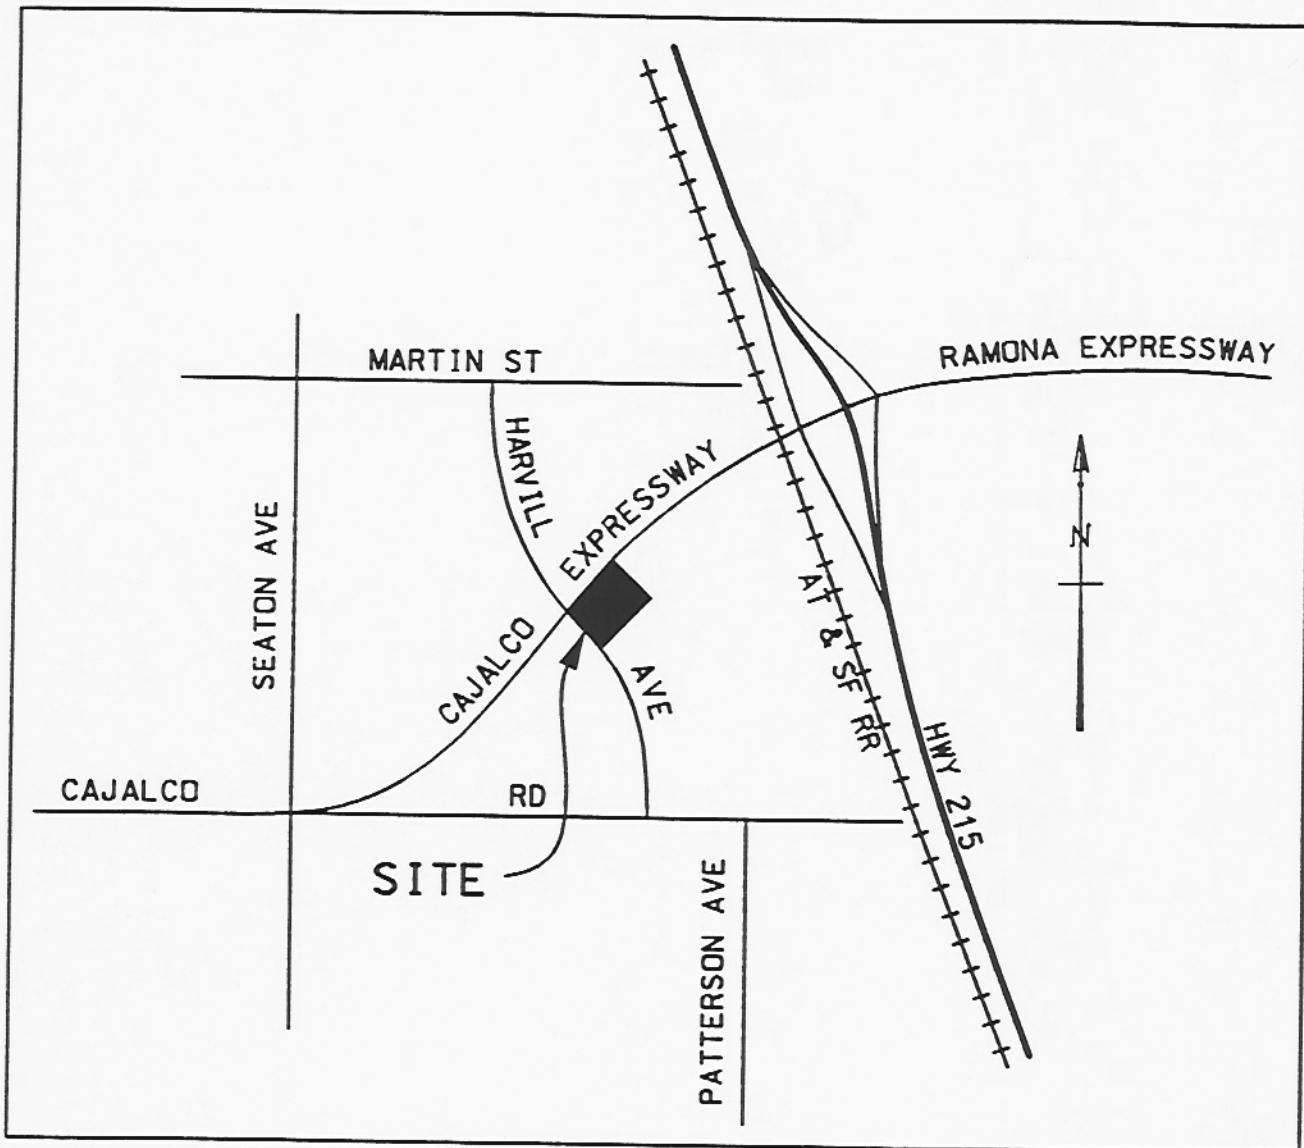 MARTIN ST
RAMONA EXPRESSWAY
HARVILL
EXPRESSWAY
N
SEATON AVE
AT & SF RR
CAJALCO
AVE
HWY 215
CAJALCO
RD
SITE
PATTERSON AVE